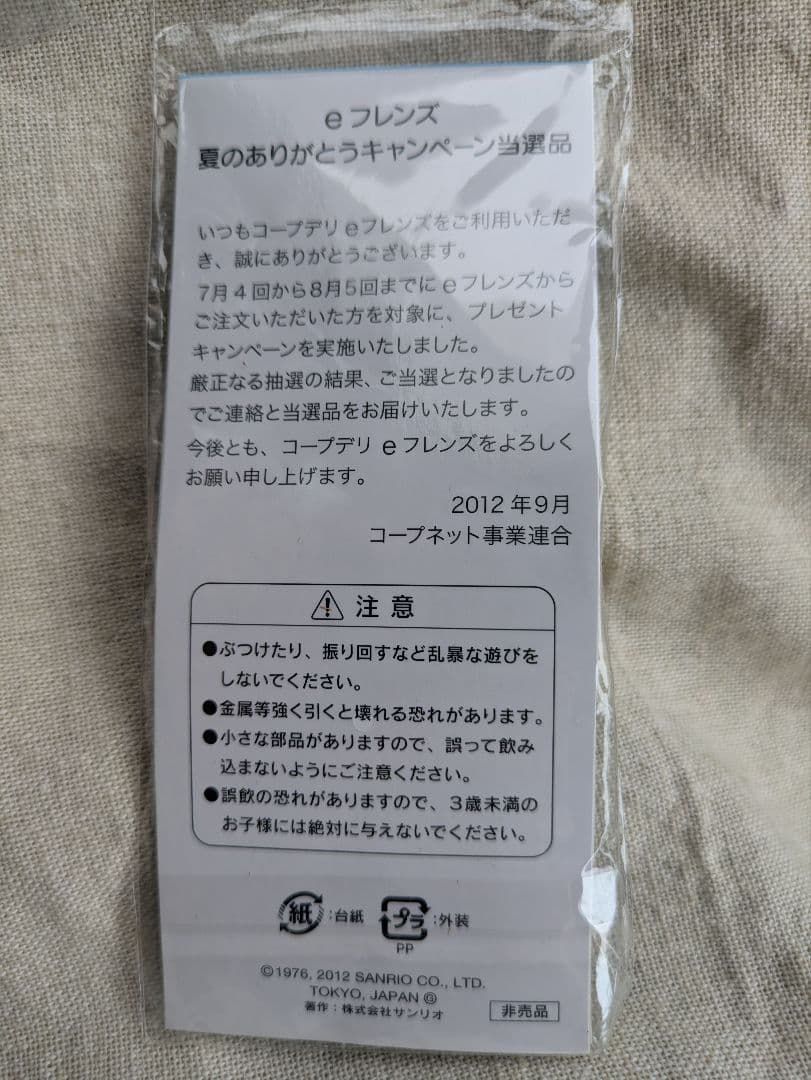 eフレンズ
夏のありがとうキャンペーン当選品
いつもコープデリeフレンズをご利用いただ
き、誠にありがとうございます。
7月4回から8月5回までにeフレンズから
ご注文いただいた方を対象に、プレゼント
キャンペーンを実施いたしました。
厳正なる抽選の結果、ご当選となりましたの
でご連絡と当選品をお届けいたします。
今後とも、コープデリ eフレンズをよろしく
お願い申し上げます。
2012年9月
コープネット事業連合
注意
●ぶつけたり、振り回すなど乱暴な遊びを
しないでください。
●金属等強く引くと壊れる恐れがあります。
●小さな部品がありますので、誤って飲み
込まないようにご注意ください。
●誤飲の恐れがありますので、3歳未満の
お子様には絶対に与えないでください。
紙:台紙 プラ:外装
PP
©1976, 2012 SANRIO CO., LTD.
TOKYO, JAPAN Ⓖ
著作:株式会社サンリオ 非売品